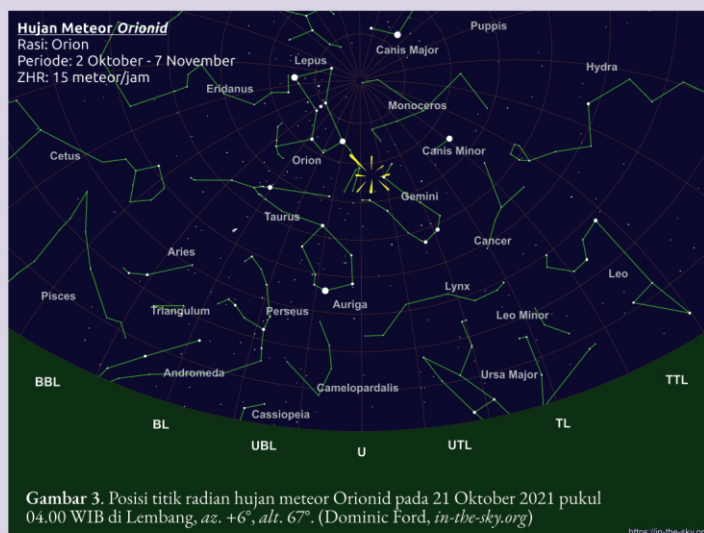 Hujan Meteor Orionid
Rasi: Orion
Periode: 2 Oktober - 7 November
ZHR: 15 meteor/jam
Puppis
Canis Major
Lepus
Hydra
Eridanus
Monoceros
Cetus
Orion
Canis Minor
Gemini
Taurus
Cancer
Aries
Leo
Pisces
Lynx
Triangulum
Perseus
Auriga
Leo Minor
Andromeda
Ursa Major
Camelopardalis
Cassiopeia
BBL
BL
UBL
U
UTL
TL
TTL
Gambar 3. Posisi titik radian hujan meteor Orionid pada 21 Oktober 2021 pukul
04.00 WIB di Lembang, az. +6°, alt. 67°. (Dominic Ford, in-the-sky.org)